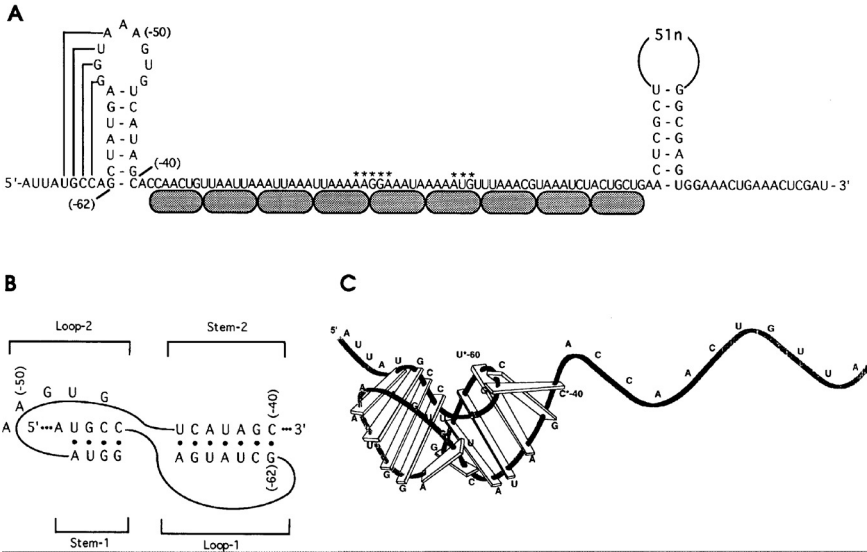 A
A A A (-50)
U G
G U
G G
A U
G - C
U - A
A - U
U - A
C - G
(-40)
51n
U - G
C - G
G - C
C - G
U - A
C - G
*****
***
5'-AUUAUGCCAG - CACCAACUGUUAAUUAAAUUAAAUUAAAAAGGAAAUAAAAAUGUUUAAACGUAAAUCUACUGCUGAA - UGGAAACUGAAACUCGAU- 3'
(-62)
B
Loop-2
Stem-2
(-50)
A A G U G
(-40)
5'···AUGCC
UCAUAGC···3'
AUGG
AGUAUCG
(-62)
Stem-1
Loop-1
C
5'
A U U A U G C C
U*-60
C
C*-40
G
A C C A A C U G U U A
A U G G A
C A U A G